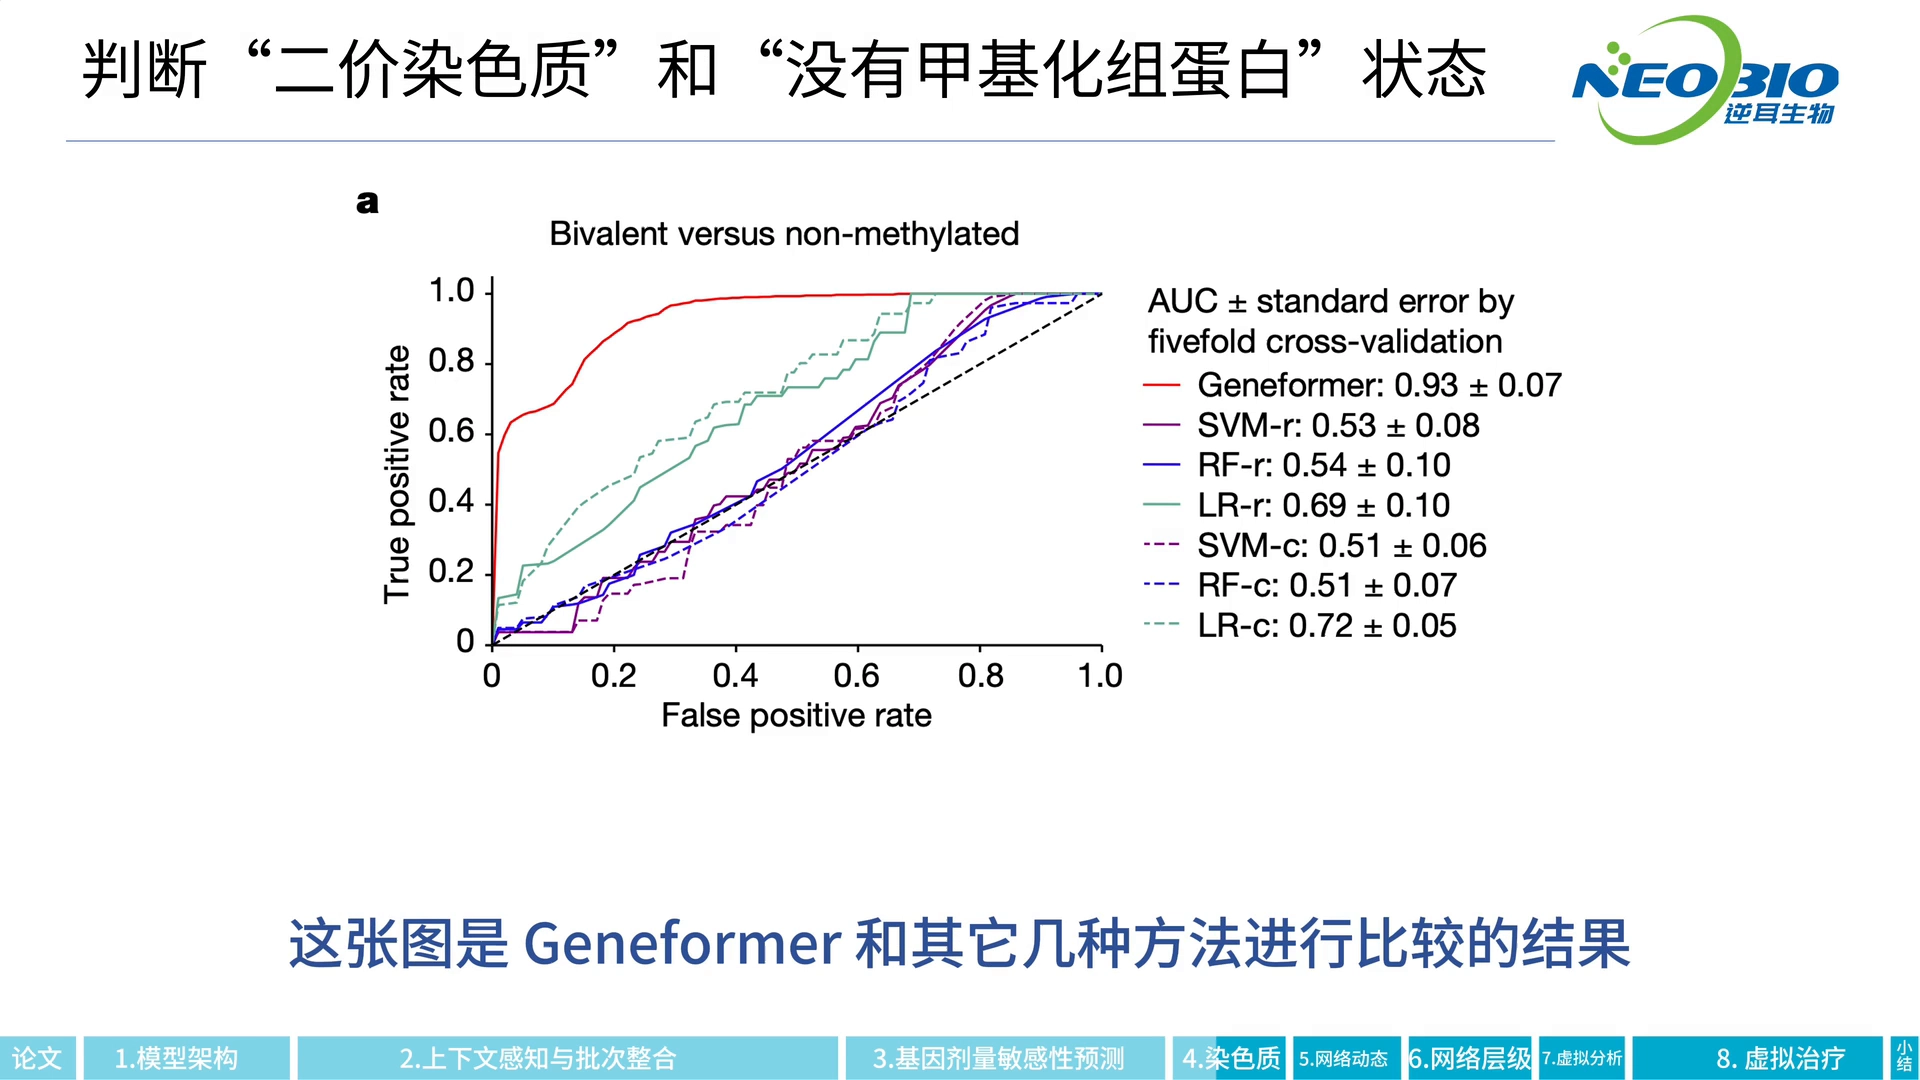 判断“二价染色质”和“没有甲基化组蛋白”状态
NEOBIO
逆耳生物
a
Bivalent versus non-methylated
1.0
0.8
0.6
0.4
0.2
0
True positive rate
0 0.2 0.4 0.6 0.8 1.0
False positive rate
AUC ± standard error by
fivefold cross-validation
Geneformer: 0.93 ± 0.07
SVM-r: 0.53 ± 0.08
RF-r: 0.54 ± 0.10
LR-r: 0.69 ± 0.10
SVM-c: 0.51 ± 0.06
RF-c: 0.51 ± 0.07
LR-c: 0.72 ± 0.05
这张图是 Geneformer 和其它几种方法进行比较的结果
论文
1.模型架构
2.上下文感知与批次整合
3.基因剂量敏感性预测
4.染色质
5.网络动态
6.网络层级
7.虚拟分析
8. 虚拟治疗
小结